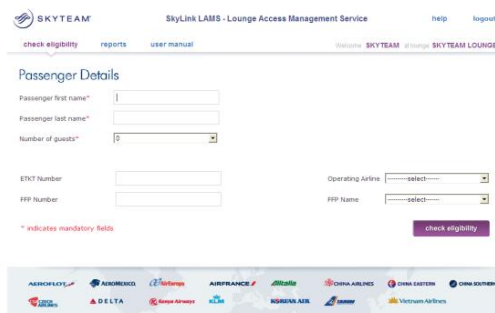 SKYTEAM
SkyLink LAMS - Lounge Access Management Service
help
logout
check eligibility
reports
user manual
Welcome SKYTEAM at lounge SKYTEAM LOUNGE
Passenger Details
Passenger first name*
Passenger last name*
Number of guests*
0
ETKT Number
Operating Airline
----------select------
FFP Number
FFP Name
----------select------
* indicates mandatory fields
check eligibility
AEROFLOT
AEROMEXICO.
AirEuropa
AIRFRANCE
Alitalia
CHINA AIRLINES
CHINA EASTERN
CHINA SOUTHERN
CZECH AIRLINES
DELTA
Kenya Airways
KLM
KOREAN AIR
Vietnam Airlines